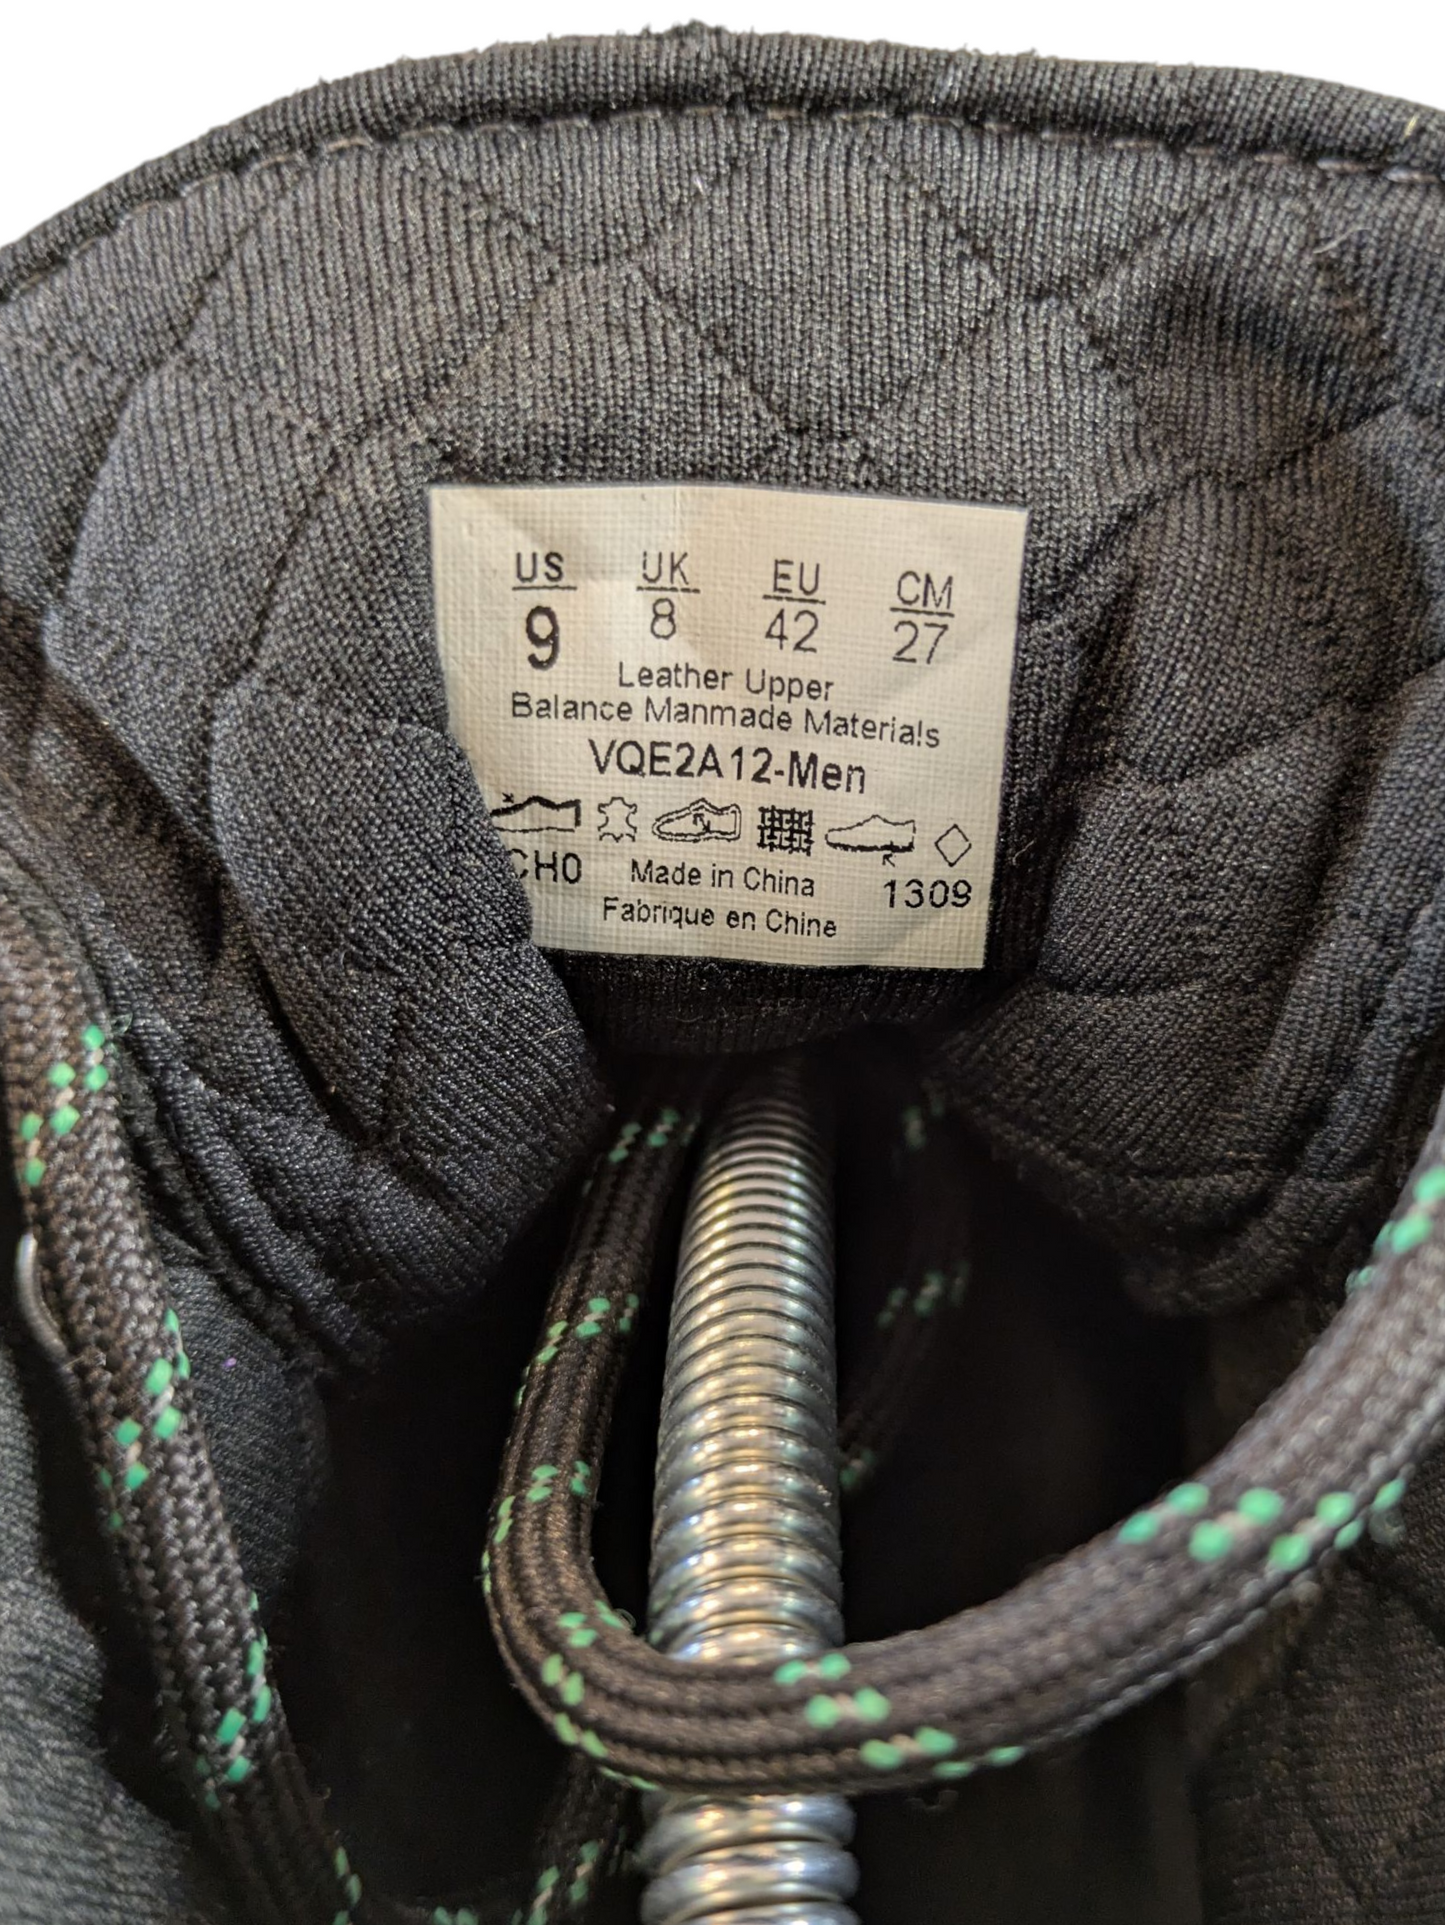 US UK EU CM
9 8 42 27
Leather Upper
Balance Manmade Materials
VQE2A12-Men
CH0 Made in China 1309
Fabrique en Chine